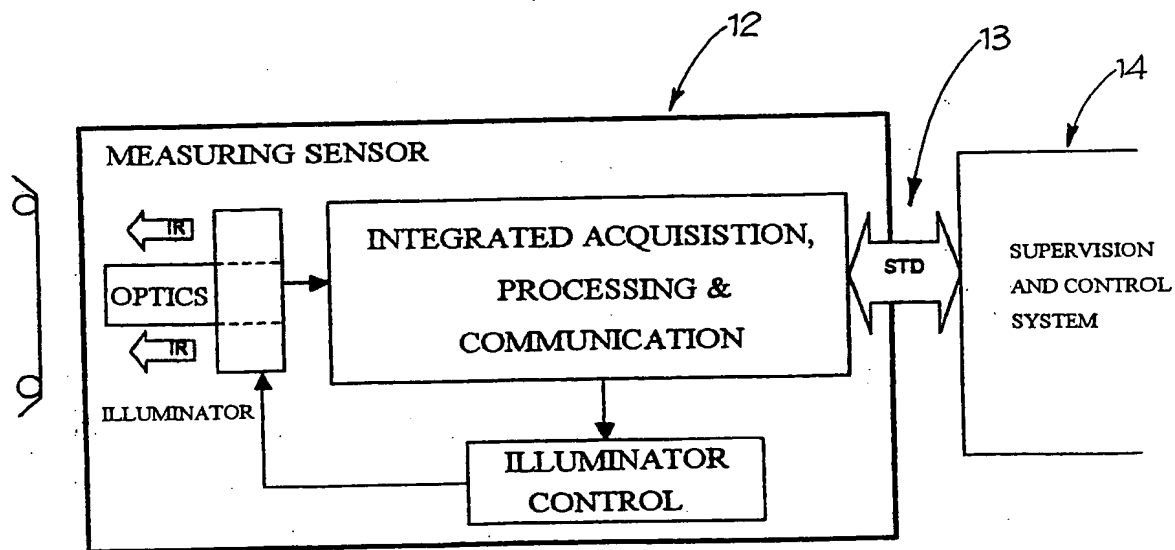 12
13
14
MEASURING SENSOR
IR
OPTICS
IR
ILLUMINATOR
INTEGRATED ACQUISISTION,
PROCESSING &
COMMUNICATION
STD
SUPERVISION
AND CONTROL
SYSTEM
ILLUMINATOR
CONTROL